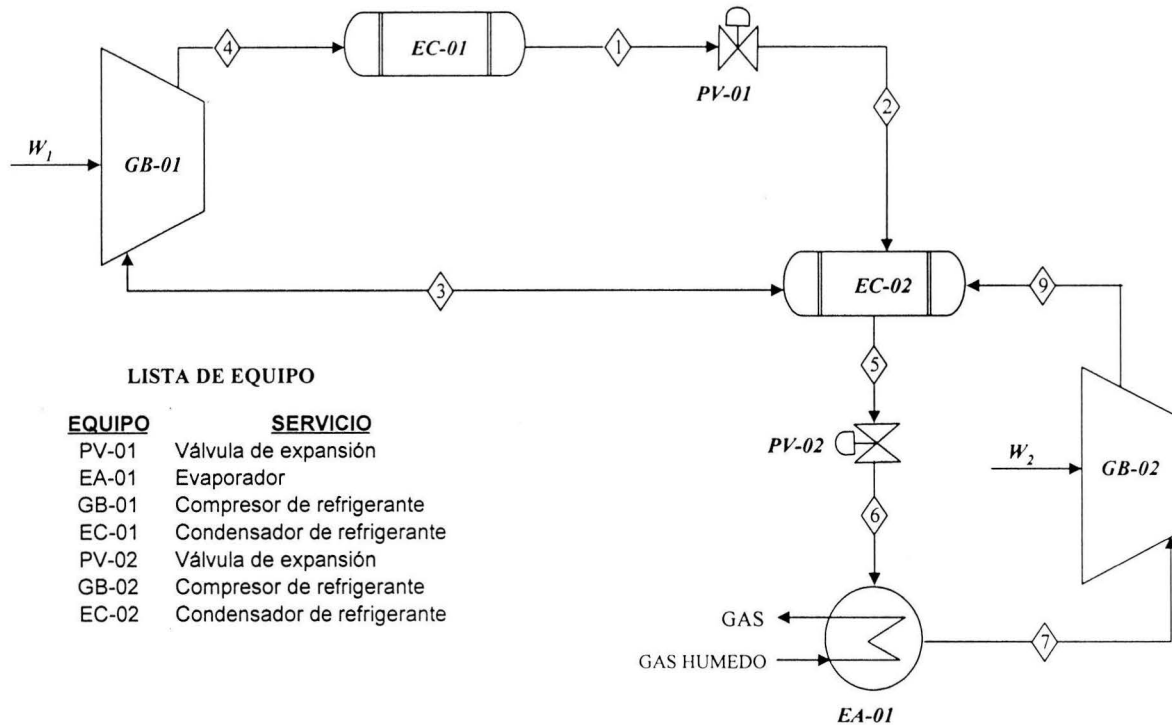 4
EC-01
1
PV-01
2
W1
GB-01
3
EC-02
9
LISTA DE EQUIPO
EQUIPO SERVICIO
PV-01 Válvula de expansión
EA-01 Evaporador
GB-01 Compresor de refrigerante
EC-01 Condensador de refrigerante
PV-02 Válvula de expansión
GB-02 Compresor de refrigerante
EC-02 Condensador de refrigerante
5
PV-02
W2
GB-02
6
GAS
GAS HUMEDO
7
EA-01